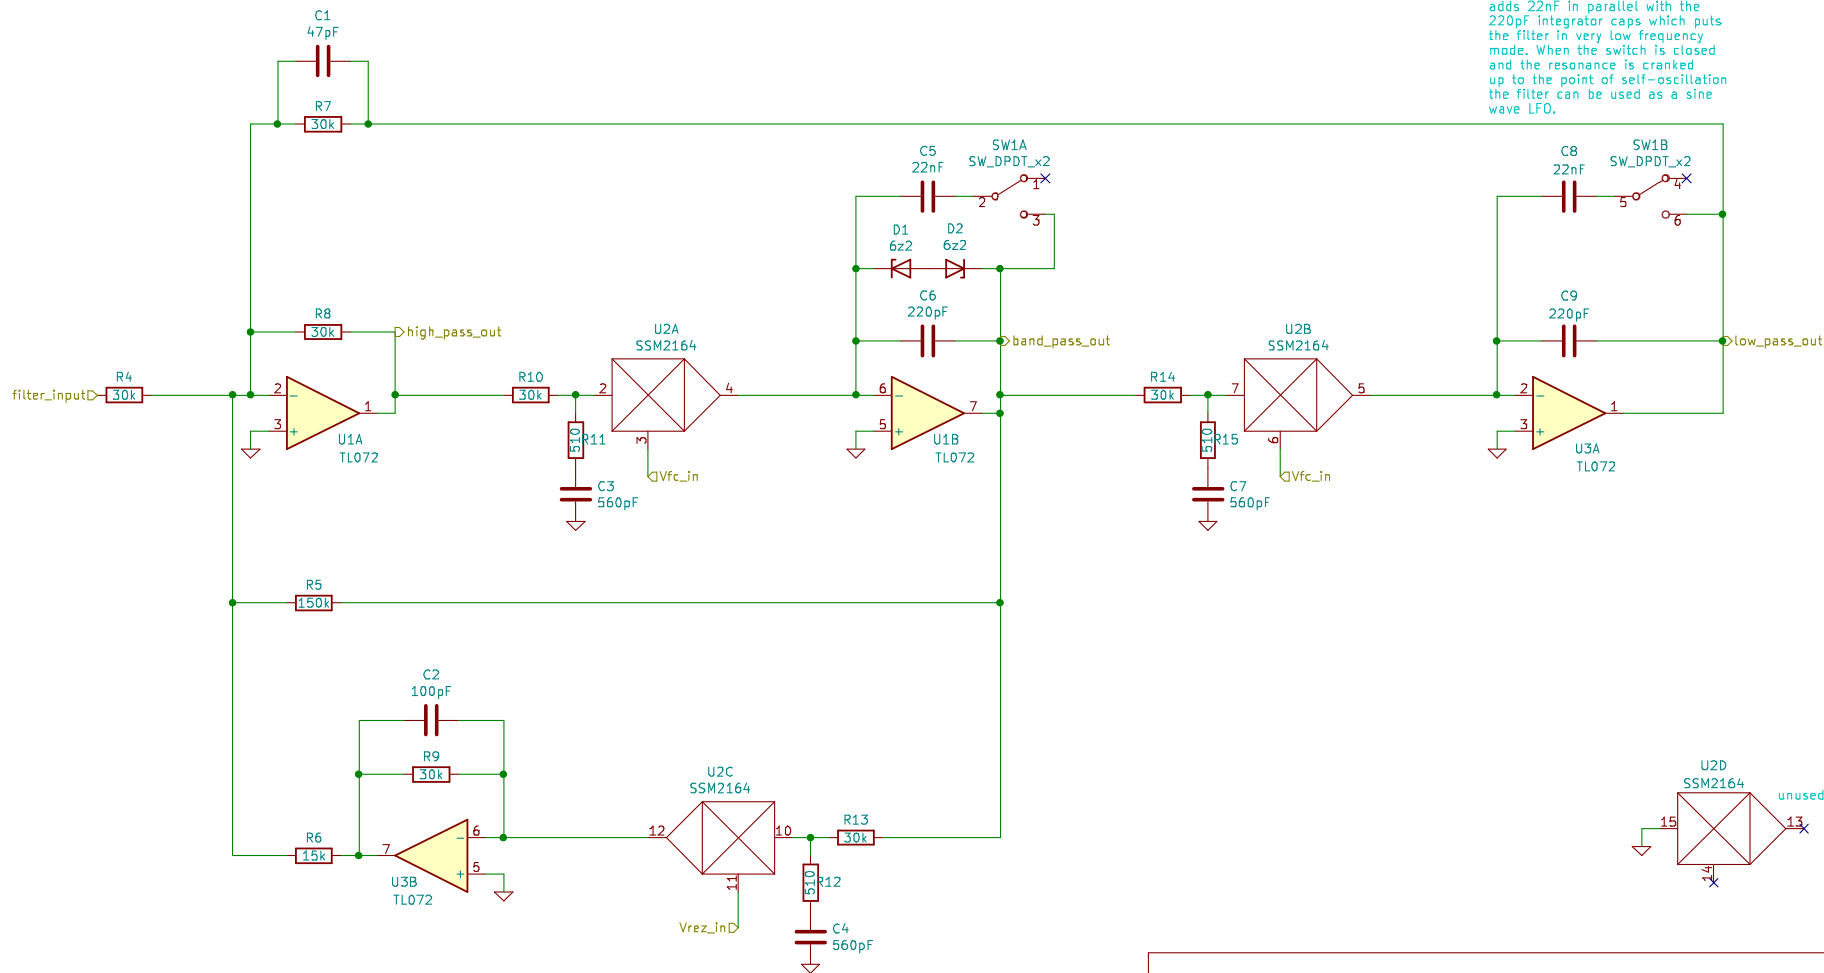 adds 22nF in parallel with the
220pF integrator caps which puts
the filter in very low frequency
mode. When the switch is closed
and the resonance is cranked
up to the point of self-oscillation
the filter can be used as a sine
wave LFO.
C1
47pF
R7
30k
C5
22nF
SW1A
SW_DPDT_x2
1
2
3
C8
22nF
SW1B
SW_DPDT_x2
4
5
6
D1
6z2
D2
6z2
C6
220pF
C9
220pF
R8
30k
high_pass_out
band_pass_out
low_pass_out
filter_input
R4
30k
2
3
1
-
+
U1A
TL072
R10
30k
U2A
SSM2164
2
4
3
Vfc_in
510
R11
C3
560pF
6
5
7
-
+
U1B
TL072
R14
30k
U2B
SSM2164
7
5
6
Vfc_in
510
R15
C7
560pF
2
3
1
-
+
U3A
TL072
R5
150k
C2
100pF
R9
30k
R6
15k
7
6
5
-
+
U3B
TL072
U2C
SSM2164
12
10
11
Vrez_in
R13
30k
510
R12
C4
560pF
U2D
SSM2164
unused
15
13
14